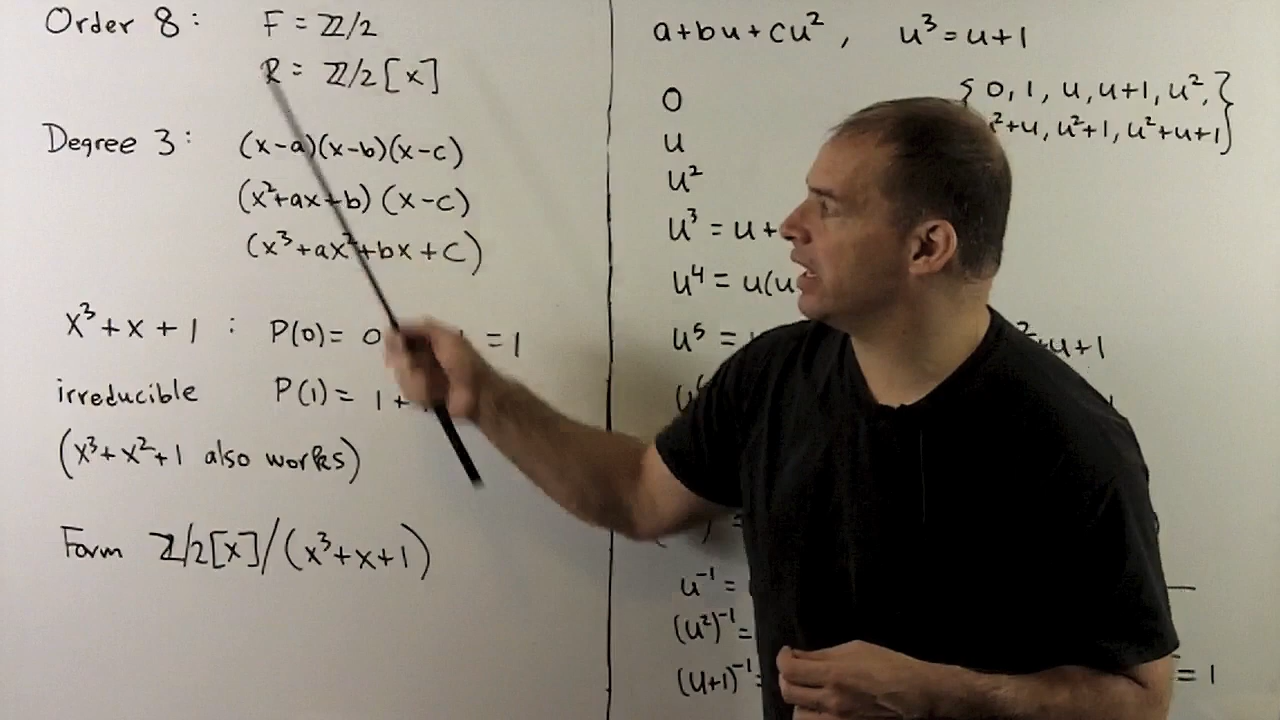 Order 8: F = ℤ/2
R = ℤ/2[x]
Degree 3: (x-a)(x-b)(x-c)
(x²+ax+b)(x-c)
(x³+ax²+bx+c)
x³+x+1 : P(0)= 0 1 = 1
irreducible P(1)= 1+
(x³+x²+1 also works)
Form ℤ/2[x]/(x³+x+1)
a+bu+cu², u³=u+1
{0, 1, u, u+1, u²,
²+u, u²+1, u²+u+1}
0
u
u²
u³ = u+
u⁴ = u(u
u⁵ = ²+u+1
u⁻¹ =
(u²)⁻¹=
(u+1)⁻¹= = 1